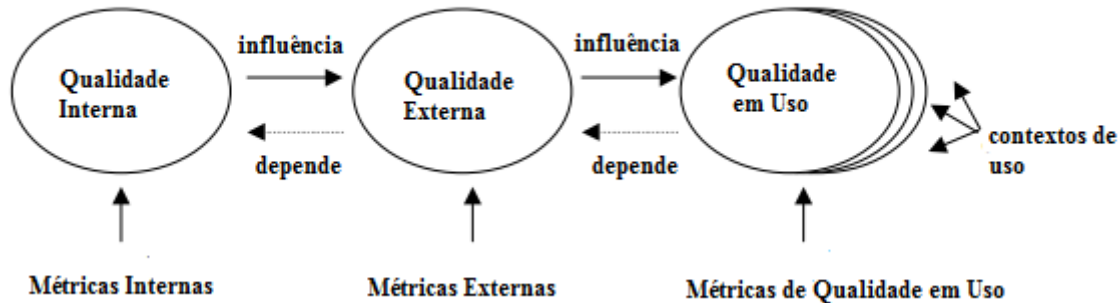 influência
influência
Qualidade
Interna
Qualidade
Externa
Qualidade
em Uso
depende
depende
contextos de
uso
Métricas Internas
Métricas Externas
Métricas de Qualidade em Uso